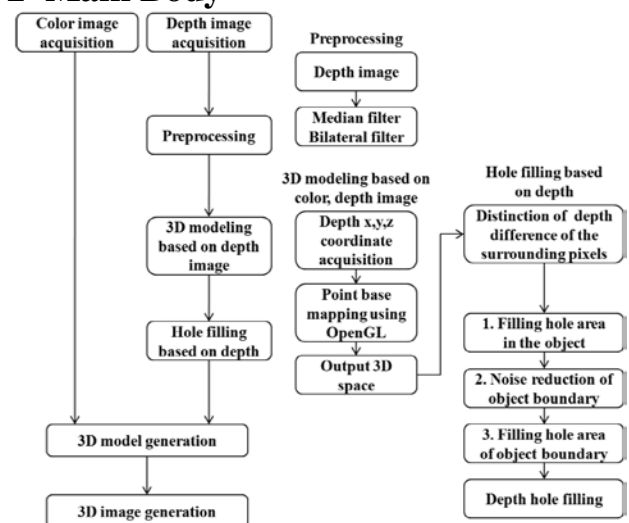 Color image
acquisition
Depth image
acquisition
Preprocessing
3D modeling
based on depth
image
Hole filling
based on depth
3D model generation
3D image generation
Preprocessing
Depth image
Median filter
Bilateral filter
3D modeling based on
color, depth image
Depth x,y,z
coordinate
acquisition
Point base
mapping using
OpenGL
Output 3D
space
Hole filling based
on depth
Distinction of depth
difference of the
surrounding pixels
1. Filling hole area
in the object
2. Noise reduction of
object boundary
3. Filling hole area
of object boundary
Depth hole filling